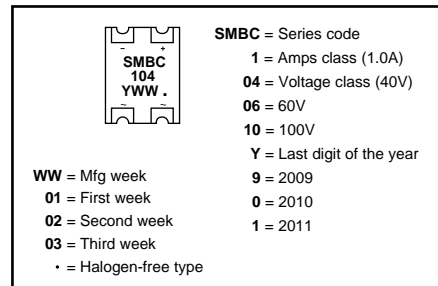 − +
SMBC
104
YWW .
~ ~
SMBC = Series code
1 = Amps class (1.0A)
04 = Voltage class (40V)
06 = 60V
10 = 100V
Y = Last digit of the year
9 = 2009
0 = 2010
1 = 2011
WW = Mfg week
01 = First week
02 = Second week
03 = Third week
· = Halogen-free type